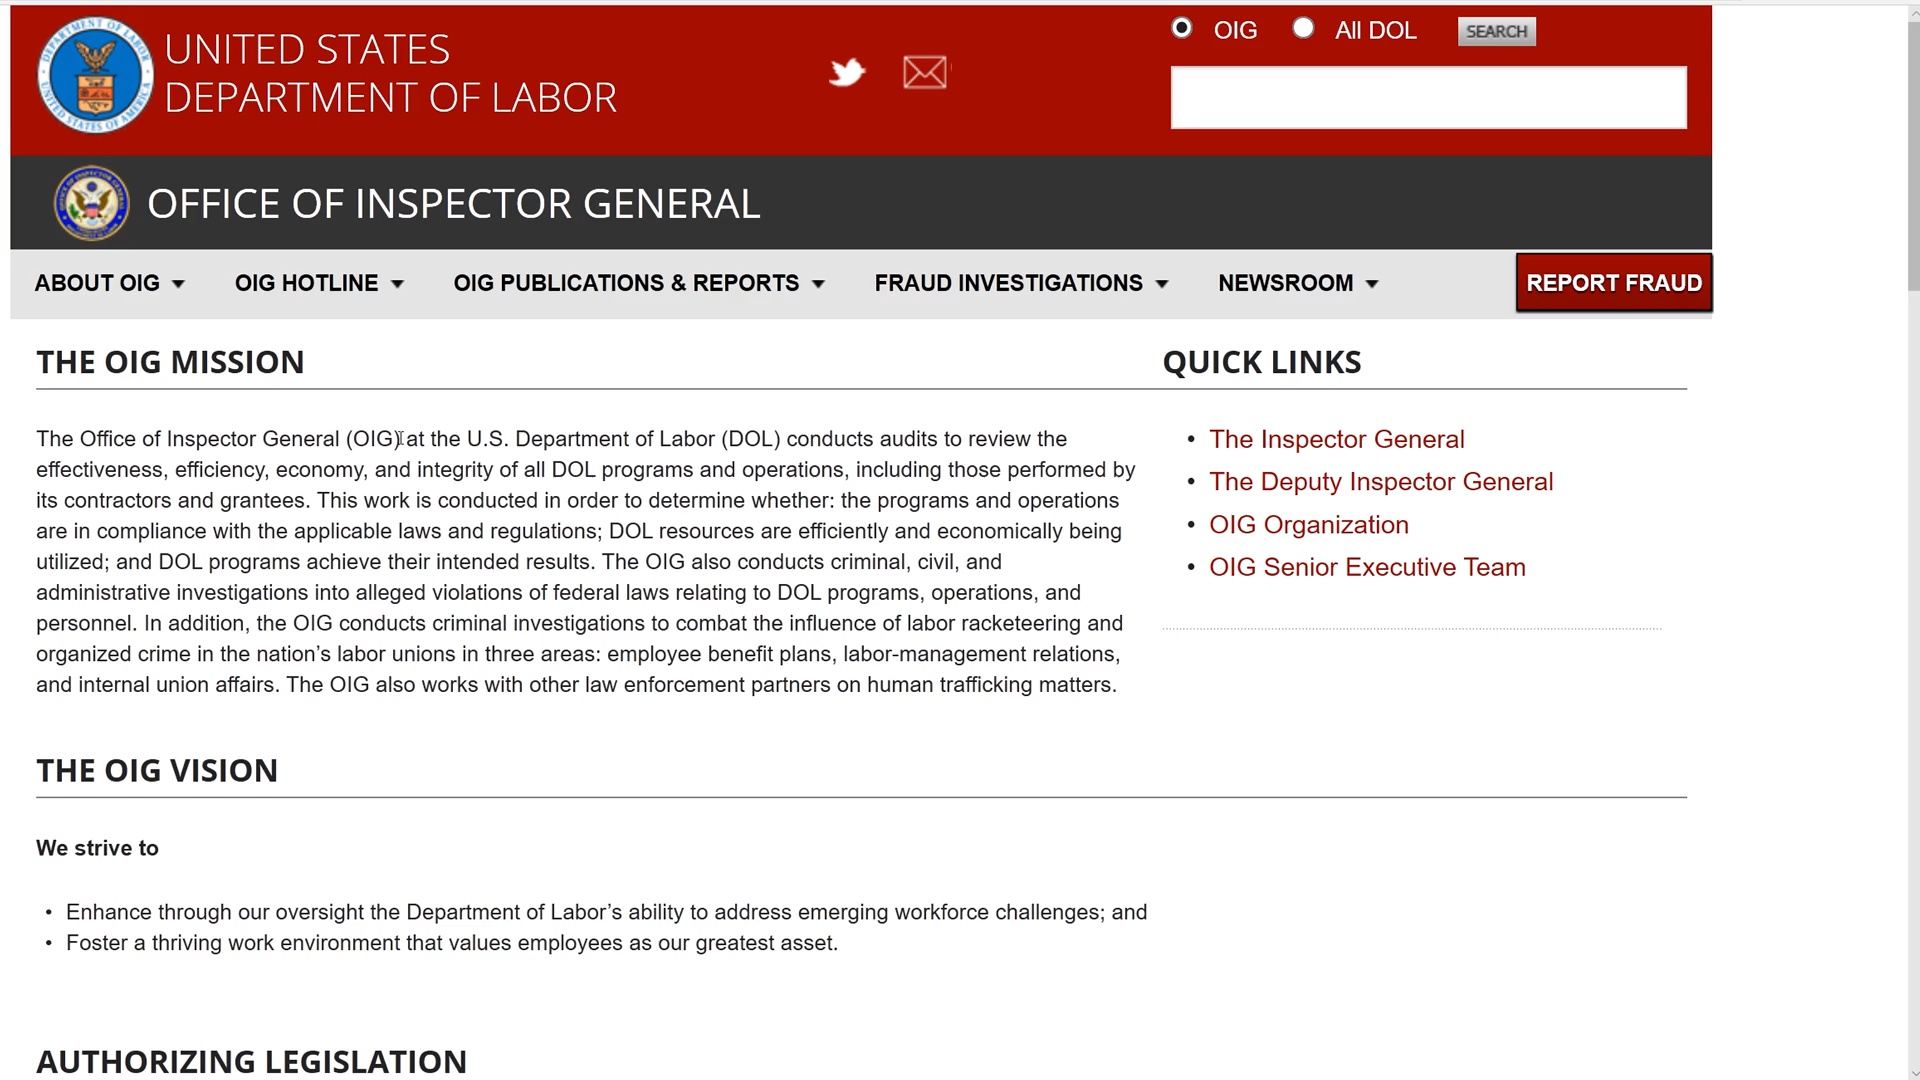 OIG All DOL SEARCH
UNITED STATES
DEPARTMENT OF LABOR
OFFICE OF INSPECTOR GENERAL
ABOUT OIG OIG HOTLINE OIG PUBLICATIONS & REPORTS FRAUD INVESTIGATIONS NEWSROOM REPORT FRAUD
THE OIG MISSION
The Office of Inspector General (OIG) at the U.S. Department of Labor (DOL) conducts audits to review the
effectiveness, efficiency, economy, and integrity of all DOL programs and operations, including those performed by
its contractors and grantees. This work is conducted in order to determine whether: the programs and operations
are in compliance with the applicable laws and regulations; DOL resources are efficiently and economically being
utilized; and DOL programs achieve their intended results. The OIG also conducts criminal, civil, and
administrative investigations into alleged violations of federal laws relating to DOL programs, operations, and
personnel. In addition, the OIG conducts criminal investigations to combat the influence of labor racketeering and
organized crime in the nation’s labor unions in three areas: employee benefit plans, labor-management relations,
and internal union affairs. The OIG also works with other law enforcement partners on human trafficking matters.
QUICK LINKS
• The Inspector General
• The Deputy Inspector General
• OIG Organization
• OIG Senior Executive Team
THE OIG VISION
We strive to
• Enhance through our oversight the Department of Labor’s ability to address emerging workforce challenges; and
• Foster a thriving work environment that values employees as our greatest asset.
AUTHORIZING LEGISLATION